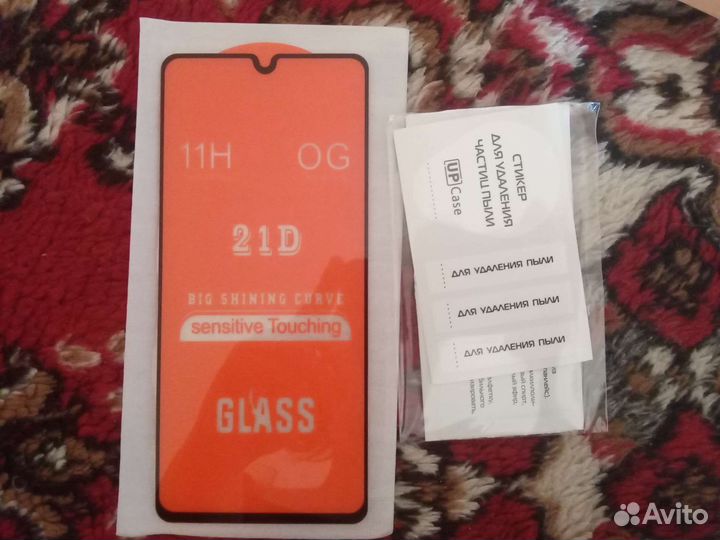 11H OG
21D
BIG SHINING CURVE
sensitive Touching
GLASS
СТИКЕР
ДЛЯ УДАЛЕНИЯ
ЧАСТИЦ ПЫЛИ
UP Case
ДЛЯ УДАЛЕНИЯ ПЫЛИ
ДЛЯ УДАЛЕНИЯ ПЫЛИ
ДЛЯ УДАЛЕНИЯ ПЫЛИ
Avito